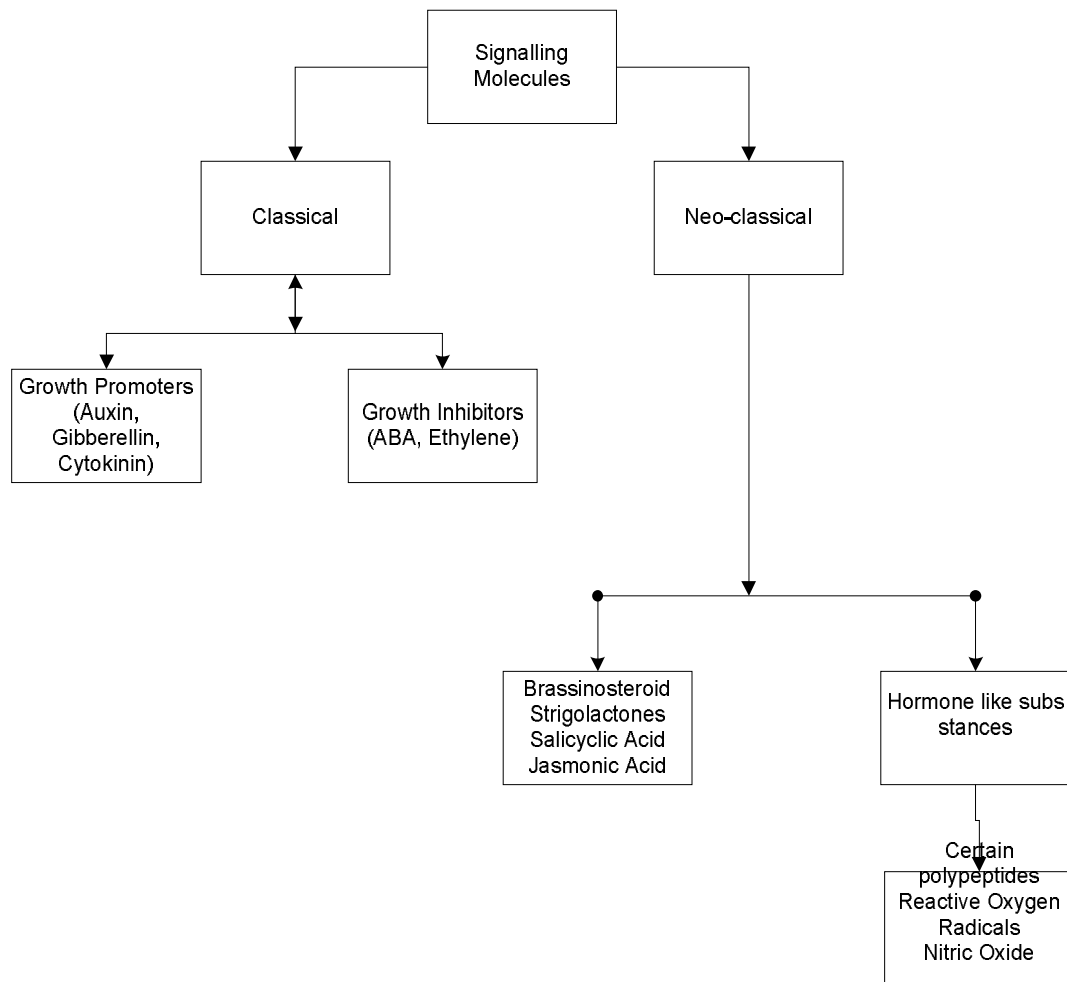 Signalling
Molecules
Classical
Neo-classical
Growth Promoters
(Auxin,
Gibberellin,
Cytokinin)
Growth Inhibitors
(ABA, Ethylene)
Brassinosteroid
Strigolactones
Salicyclic Acid
Jasmonic Acid
Hormone like subs
stances
Certain
polypeptides
Reactive Oxygen
Radicals
Nitric Oxide